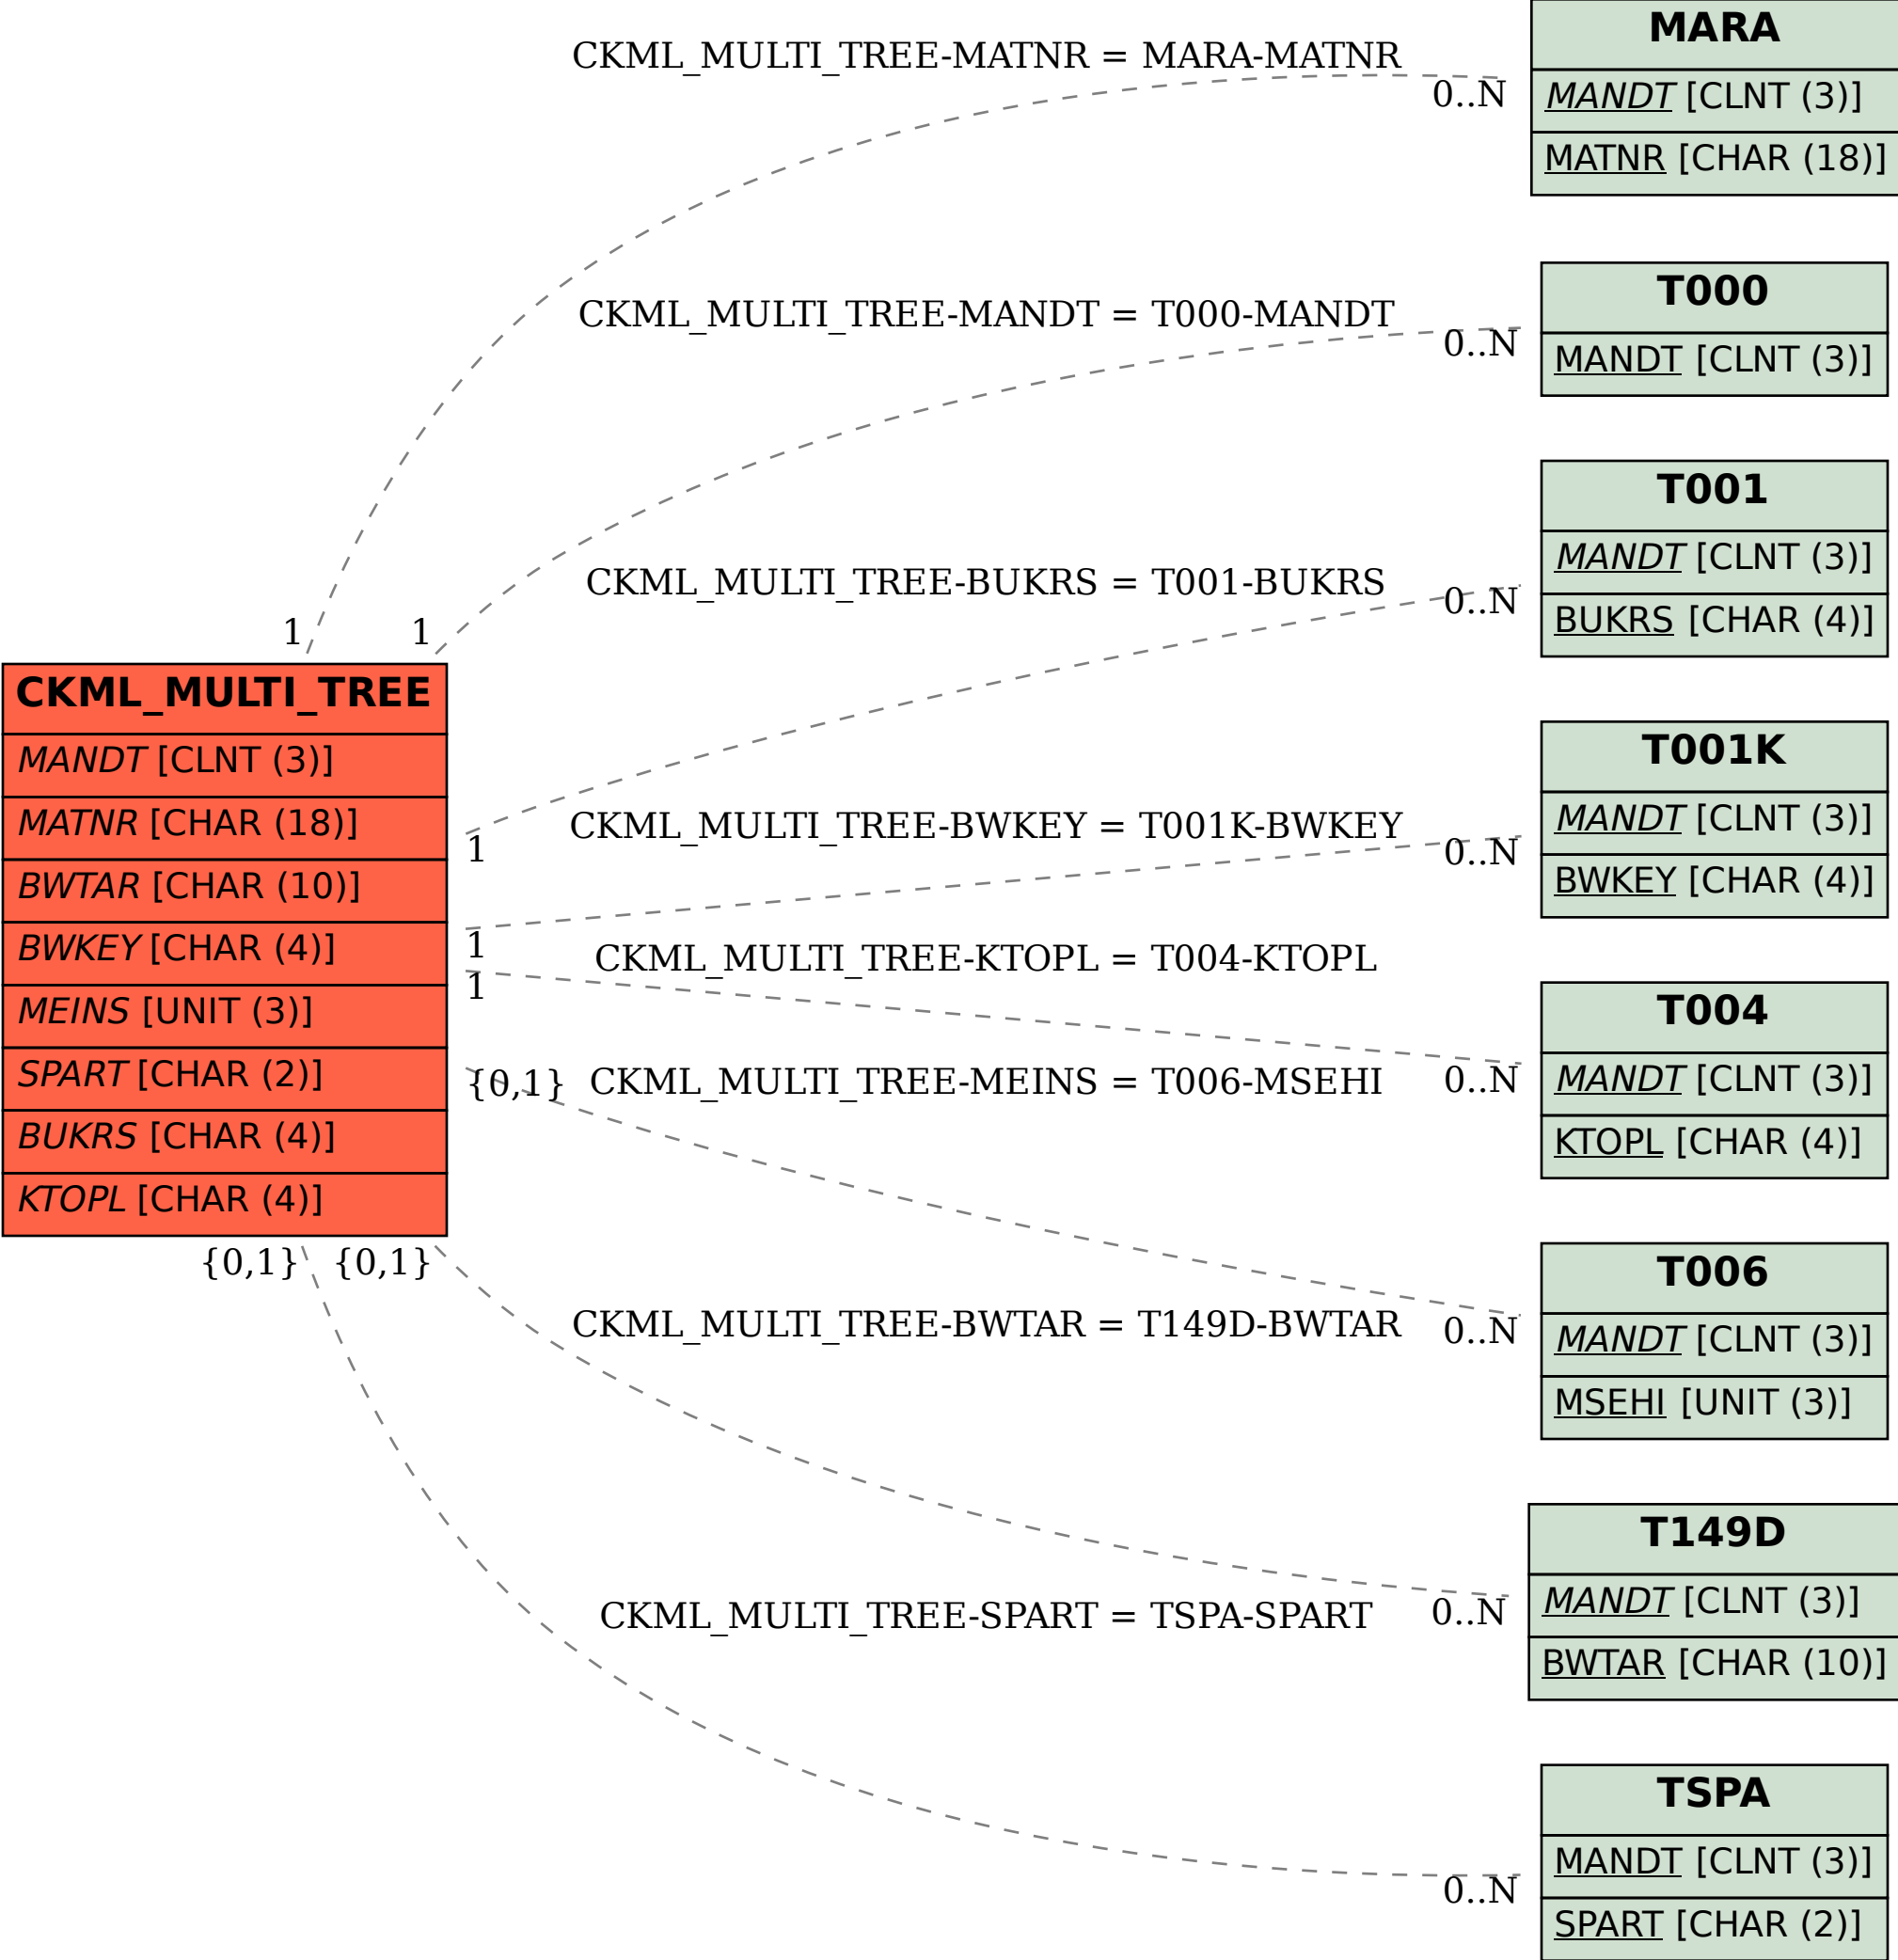 MARA
MANDT [CLNT (3)]
MATNR [CHAR (18)]
CKML_MULTI_TREE-MATNR = MARA-MATNR
0..N
1
T000
MANDT [CLNT (3)]
CKML_MULTI_TREE-MANDT = T000-MANDT
0..N
1
T001
MANDT [CLNT (3)]
BUKRS [CHAR (4)]
CKML_MULTI_TREE-BUKRS = T001-BUKRS
0..N
1
CKML_MULTI_TREE
MANDT [CLNT (3)]
MATNR [CHAR (18)]
BWTAR [CHAR (10)]
BWKEY [CHAR (4)]
MEINS [UNIT (3)]
SPART [CHAR (2)]
BUKRS [CHAR (4)]
KTOPL [CHAR (4)]
T001K
MANDT [CLNT (3)]
BWKEY [CHAR (4)]
CKML_MULTI_TREE-BWKEY = T001K-BWKEY
0..N
1
CKML_MULTI_TREE-KTOPL = T004-KTOPL
1
0..N
T004
MANDT [CLNT (3)]
KTOPL [CHAR (4)]
{0,1}
CKML_MULTI_TREE-MEINS = T006-MSEHI
0..N
T006
MANDT [CLNT (3)]
MSEHI [UNIT (3)]
{0,1}
{0,1}
CKML_MULTI_TREE-BWTAR = T149D-BWTAR
0..N
T149D
MANDT [CLNT (3)]
BWTAR [CHAR (10)]
CKML_MULTI_TREE-SPART = TSPA-SPART
0..N
TSPA
MANDT [CLNT (3)]
SPART [CHAR (2)]